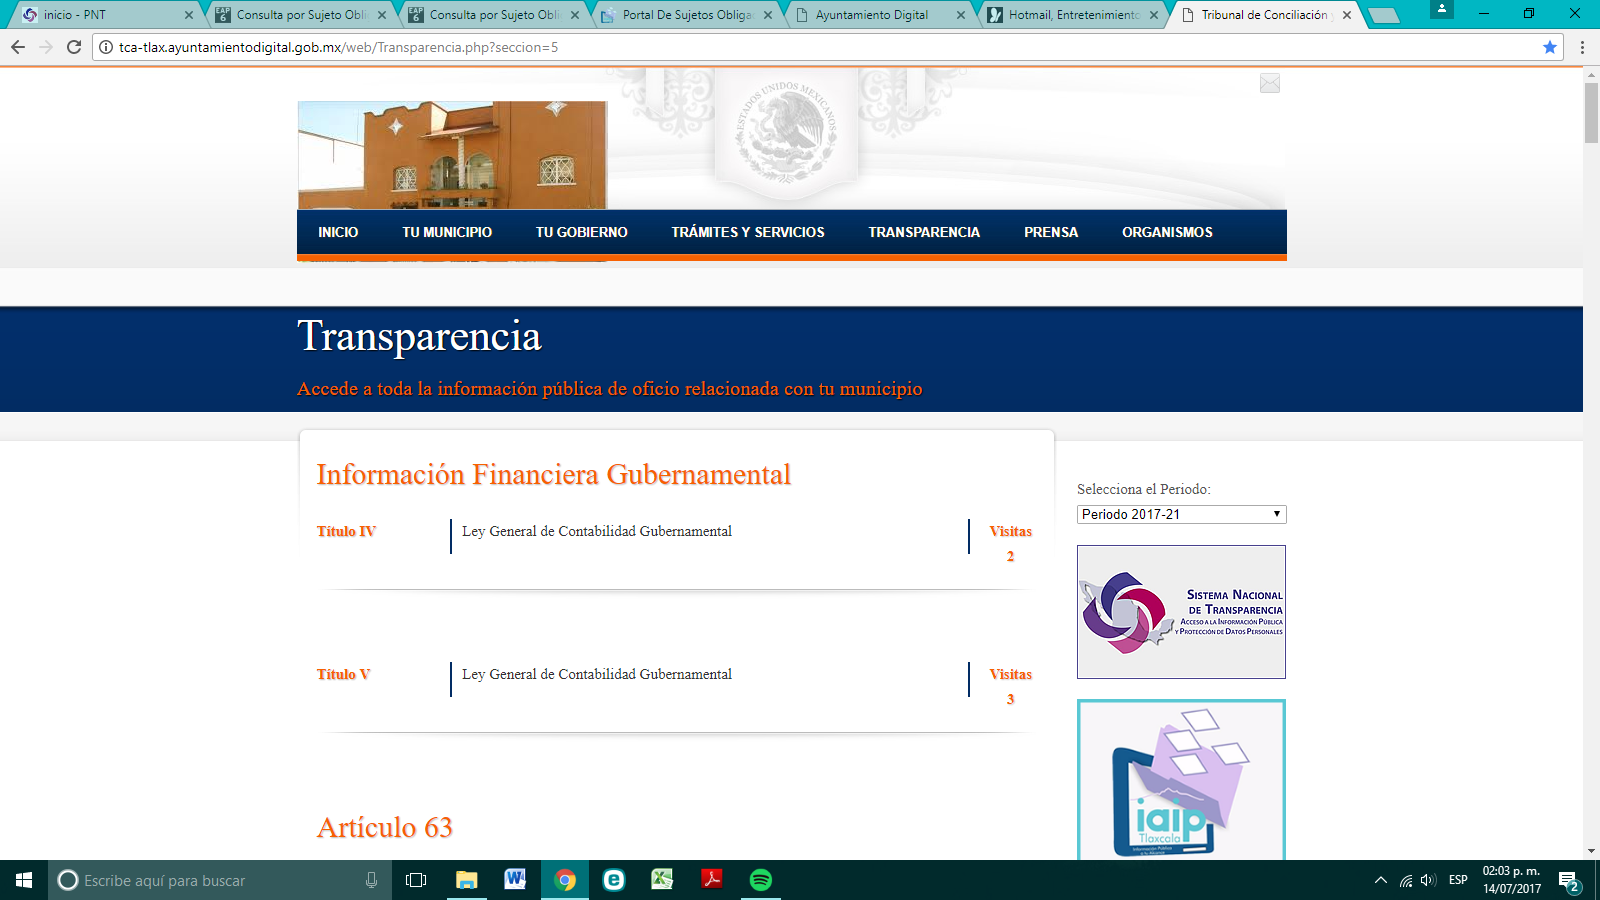 inicio - PNT
Consulta por Sujeto Obli
Consulta por Sujeto Obli
Portal De Sujetos Obliga
Ayuntamiento Digital
Hotmail, Entretenimiento
Tribunal de Conciliación y
tca-tlax.ayuntamientodigital.gob.mx/web/Transparencia.php?seccion=5
ESTADOS UNIDOS MEXICANOS
INICIO
TU MUNICIPIO
TU GOBIERNO
TRÁMITES Y SERVICIOS
TRANSPARENCIA
PRENSA
ORGANISMOS
Transparencia
Accede a toda la información pública de oficio relacionada con tu municipio
Información Financiera Gubernamental
Título IV
Ley General de Contabilidad Gubernamental
Visitas
2
Título V
Ley General de Contabilidad Gubernamental
Visitas
3
Artículo 63
Selecciona el Periodo:
Periodo 2017-21
SISTEMA NACIONAL
DE TRANSPARENCIA
ACCESO A LA INFORMACIÓN PÚBLICA
Y PROTECCIÓN DE DATOS PERSONALES
iaip
Tlaxcala
Escribe aquí para buscar
ESP
02:03 p. m.
14/07/2017
2